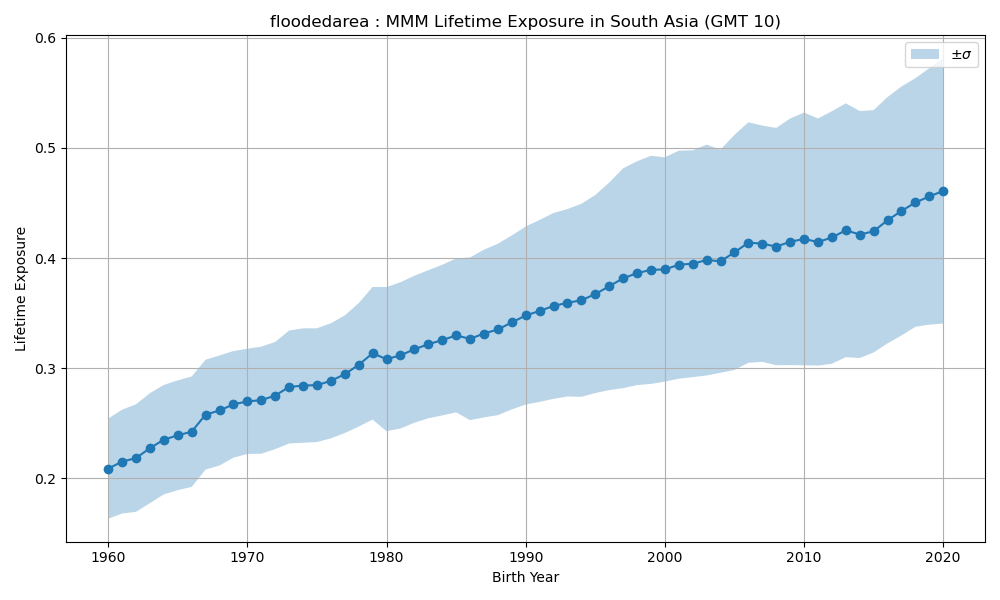 floodedarea : MMM Lifetime Exposure in South Asia (GMT 10)
±σ
Lifetime Exposure
0.6
0.5
0.4
0.3
0.2
1960 1970 1980 1990 2000 2010 2020
Birth Year